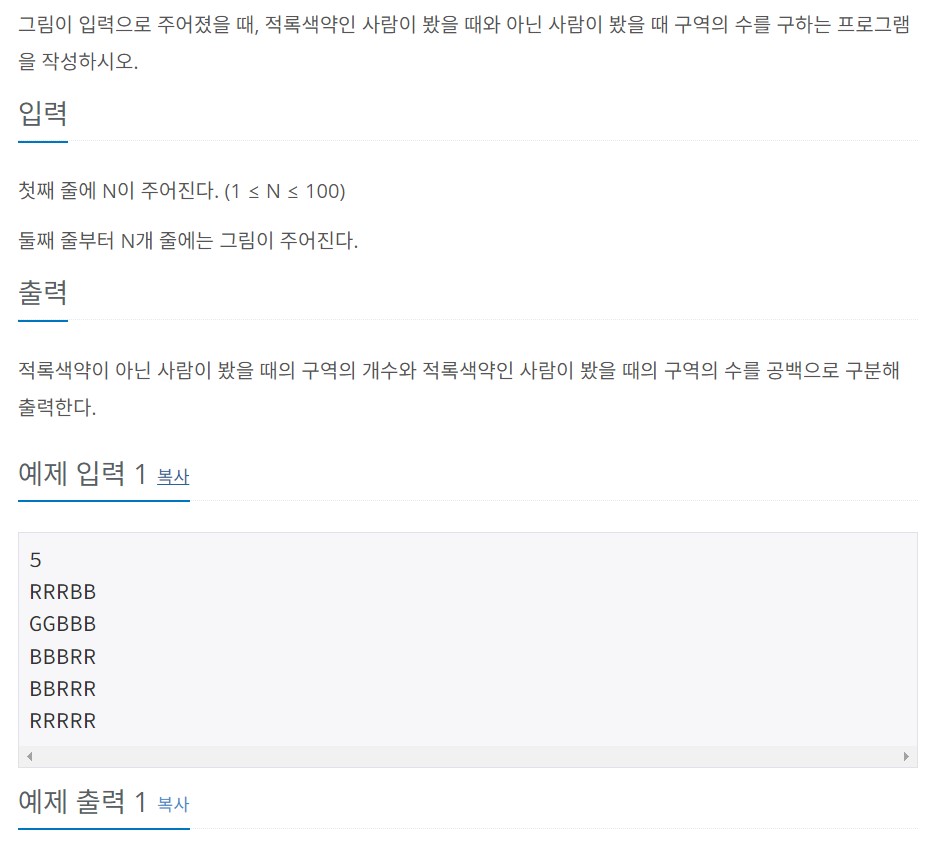 그림이 입력으로 주어졌을 때, 적록색약인 사람이 봤을 때와 아닌 사람이 봤을 때 구역의 수를 구하는 프로그램
을 작성하시오.
입력
첫째 줄에 N이 주어진다. (1 ≤ N ≤ 100)
둘째 줄부터 N개 줄에는 그림이 주어진다.
출력
적록색약이 아닌 사람이 봤을 때의 구역의 개수와 적록색약인 사람이 봤을 때의 구역의 수를 공백으로 구분해
출력한다.
예제 입력 1 복사
5
RRRBB
GGBBB
BBBRR
BBRRR
RRRRR
예제 출력 1 복사